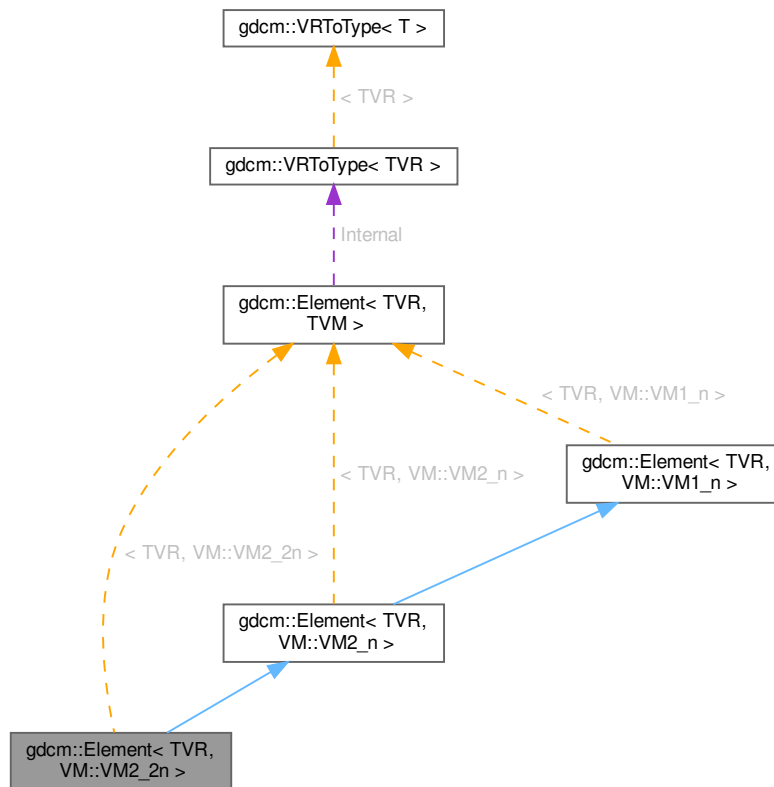 gdcm::VRToType< T >
< TVR >
gdcm::VRToType< TVR >
Internal
gdcm::Element< TVR,
TVM >
< TVR, VM::VM1_n >
gdcm::Element< TVR,
VM::VM1_n >
< TVR, VM::VM2_n >
< TVR, VM::VM2_2n >
gdcm::Element< TVR,
VM::VM2_n >
gdcm::Element< TVR,
VM::VM2_2n >